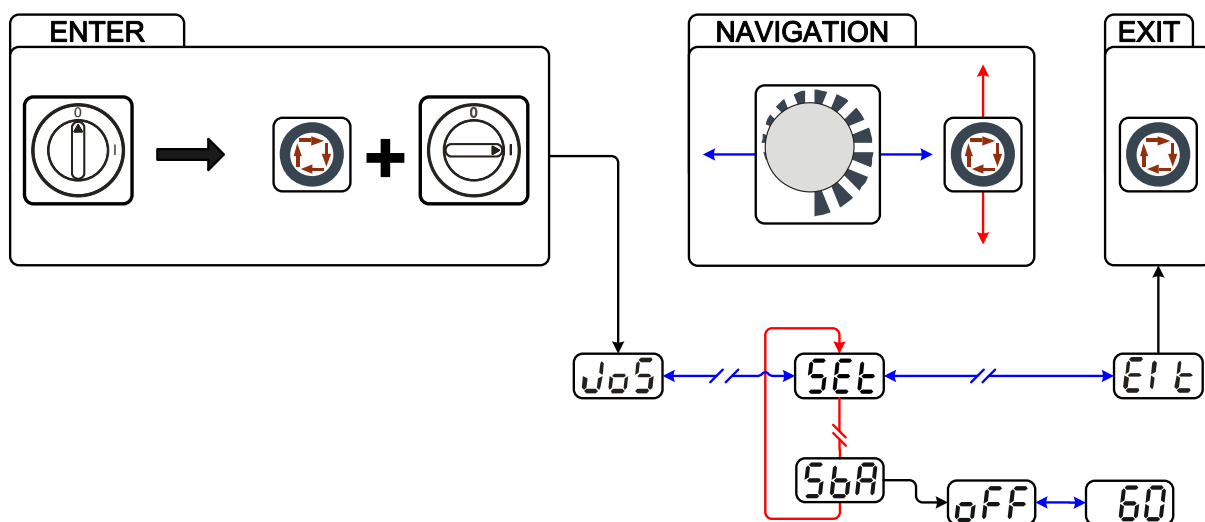 ENTER
NAVIGATION
EXIT
0
I
0
I
JoS
SEt
EIt
SbA
oFF
60